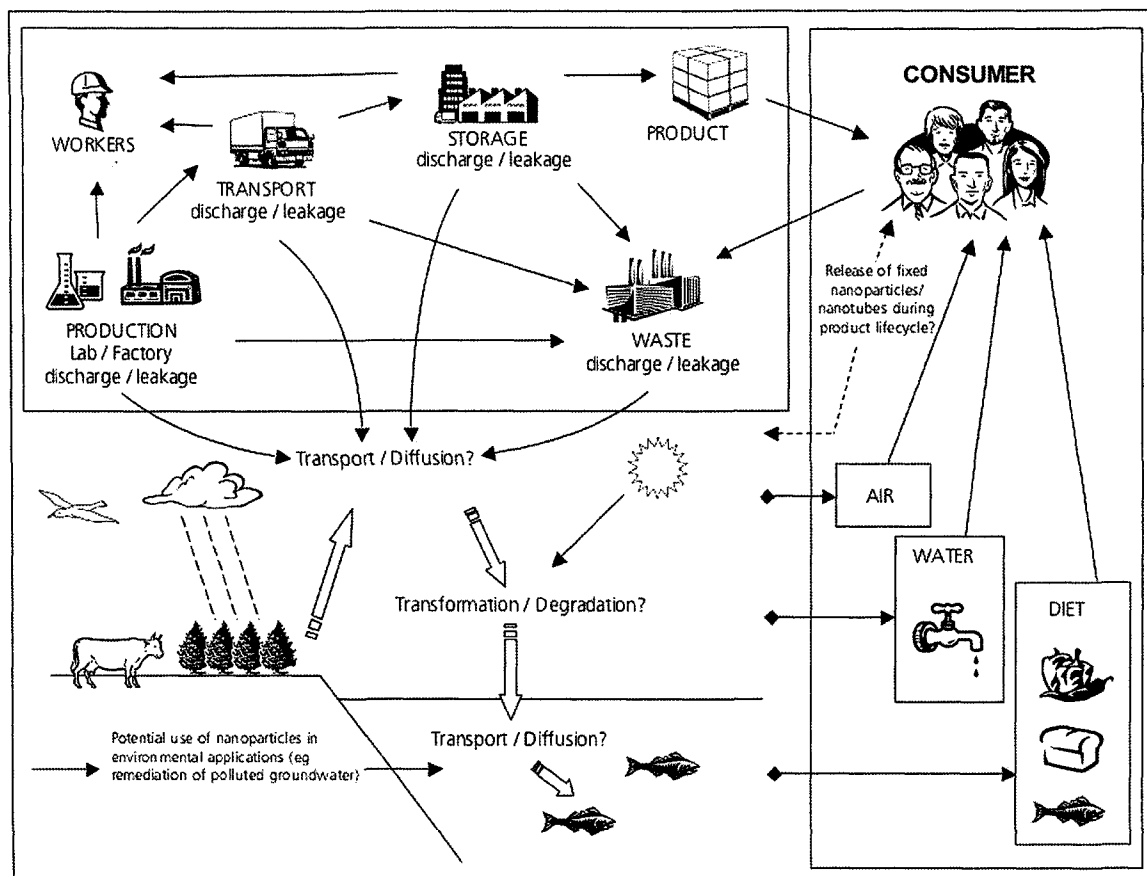 WORKERS
TRANSPORT
discharge / leakage
STORAGE
discharge / leakage
PRODUCT
PRODUCTION
Lab / Factory
discharge / leakage
WASTE
discharge / leakage
CONSUMER
Release of fixed
nanoparticles/
nanotubes during
product lifecycle?
Transport / Diffusion?
Transformation / Degradation?
AIR
WATER
DIET
Potential use of nanoparticles in
environmental applications (eg
remediation of polluted groundwater)
Transport / Diffusion?